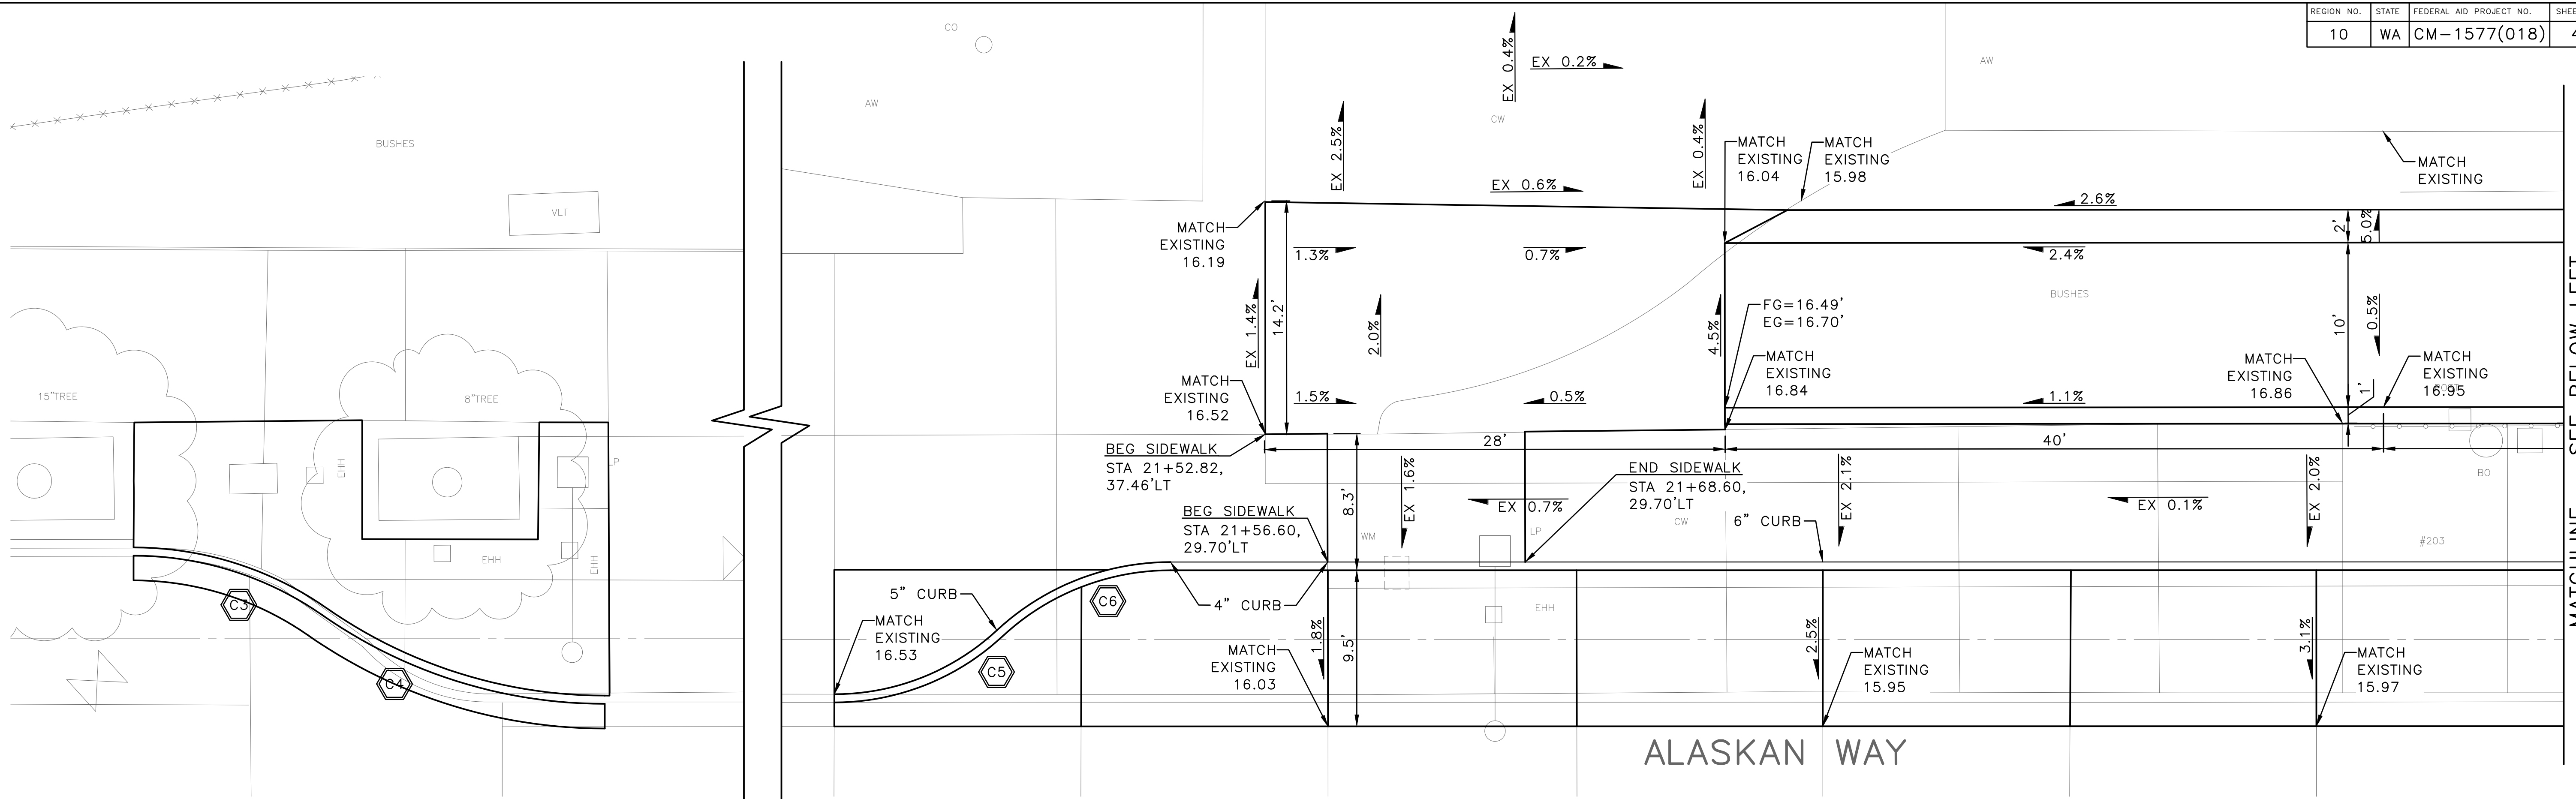 REGION NO. STATE FEDERAL AID PROJECT NO.
10 WA CM-1577(018)
CO
AW
BUSHES
VLT
15"TREE
8"TREE
EHH
LP
EHH
EHH
C3
C4
EX 0.4%
EX 0.2%
AW
CW
EX 2.5%
EX 0.4%
EX 0.6%
MATCH
EXISTING
16.04
MATCH
EXISTING
15.98
MATCH
EXISTING
MATCH
EXISTING
16.19
1.3%
0.7%
2.6%
2'
5.0%
2.4%
EX 1.4%
14.2'
2.0%
4.5%
FG=16.49'
EG=16.70'
BUSHES
10'
0.5%
MATCH
EXISTING
16.84
MATCH
EXISTING
16.52
1.5%
0.5%
1.1%
MATCH
EXISTING
16.86
1'
MATCH
EXISTING
16.95
28'
40'
BEG SIDEWALK
STA 21+52.82,
37.46'LT
8.3'
EX 1.6%
END SIDEWALK
STA 21+68.60,
29.70'LT
EX 2.1%
EX 2.0%
BO
EX 0.7%
EX 0.1%
BEG SIDEWALK
STA 21+56.60,
29.70'LT
WM
LP
CW
6" CURB
#203
5" CURB
C6
4" CURB
EHH
MATCH
EXISTING
16.53
C5
MATCH
EXISTING
16.03
1.8%
9.5'
2.5%
MATCH
EXISTING
15.95
3.1%
MATCH
EXISTING
15.97
ALASKAN WAY